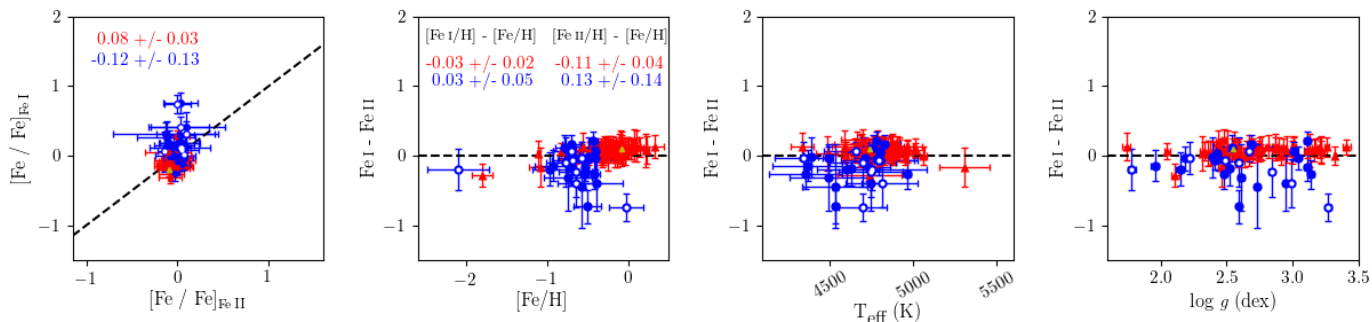 0.08 +/- 0.03
-0.12 +/- 0.13
[Fe / Fe]Fe I
2
1
0
−1
−1
0
1
[Fe / Fe]Fe II
[Fe I/H] - [Fe/H]
[Fe II/H] - [Fe/H]
-0.03 +/- 0.02
-0.11 +/- 0.04
0.03 +/- 0.05
0.13 +/- 0.14
Fe I - Fe II
2
1
0
−1
−2
−1
0
[Fe/H]
Fe I - Fe II
2
1
0
−1
4500
5000
5500
Teff (K)
Fe I - Fe II
2
1
0
−1
2.0
2.5
3.0
3.5
log g (dex)